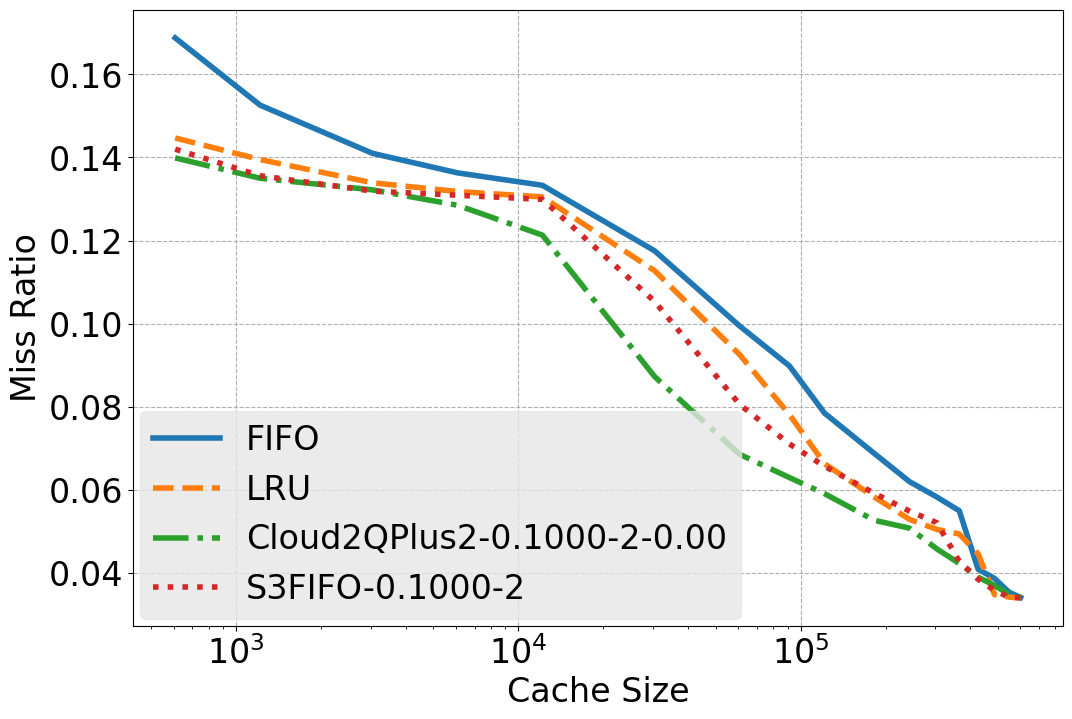 0.16
0.14
0.12
0.10
0.08
0.06
0.04
Miss Ratio
FIFO
LRU
Cloud2QPlus2-0.1000-2-0.00
S3FIFO-0.1000-2
10³
10⁴
10⁵
Cache Size